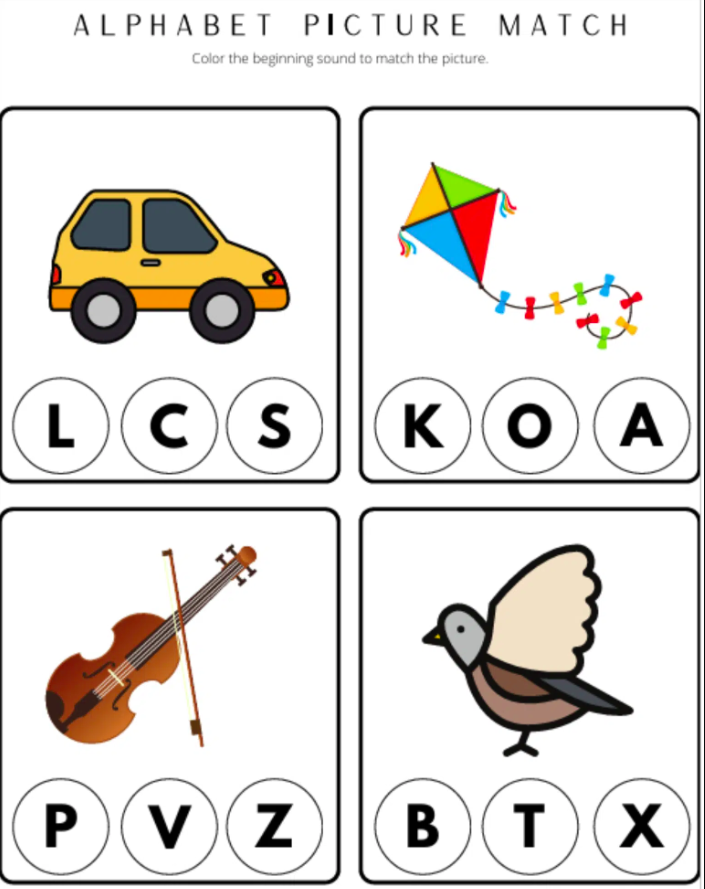 ALPHABET PICTURE MATCH
Color the beginning sound to match the picture.
L C S
K O A
P V Z
B T X